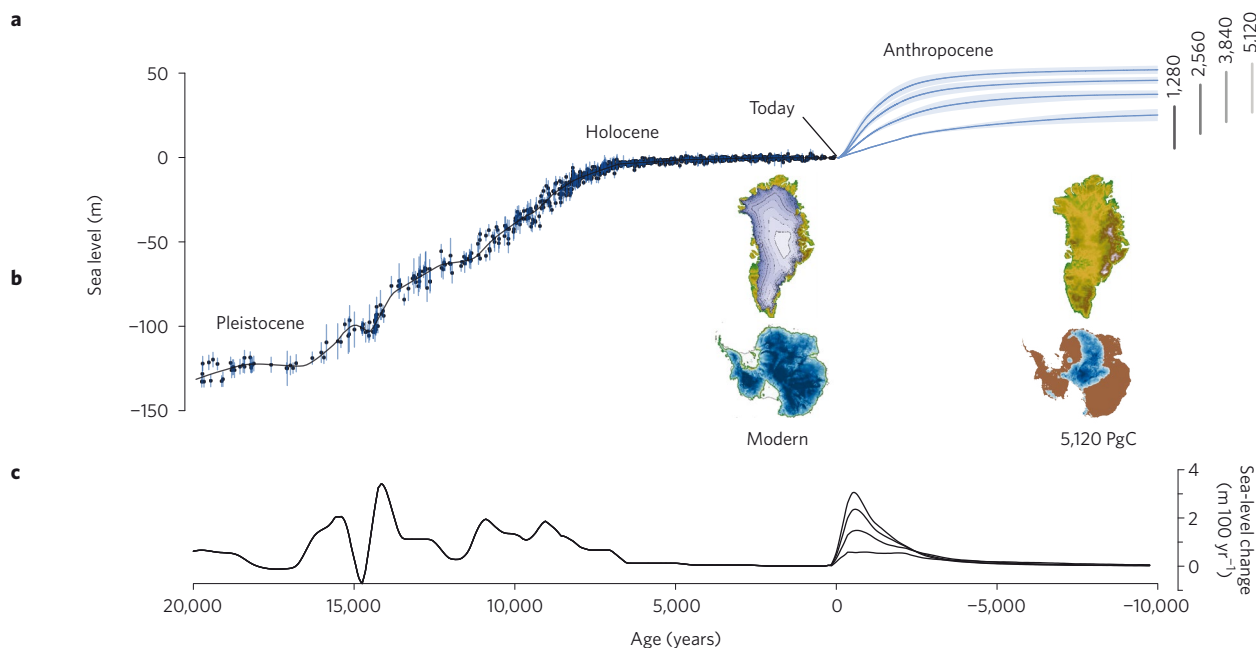 a
Anthropocene
1,280
2,560
3,840
5,120
50
Today
Holocene
0
Sea level (m)
−50
b
Pleistocene
−100
−150
Modern
5,120 PgC
c
4
2
0
Sea-level change
(m 100 yr⁻¹)
20,000
15,000
10,000
5,000
0
−5,000
−10,000
Age (years)